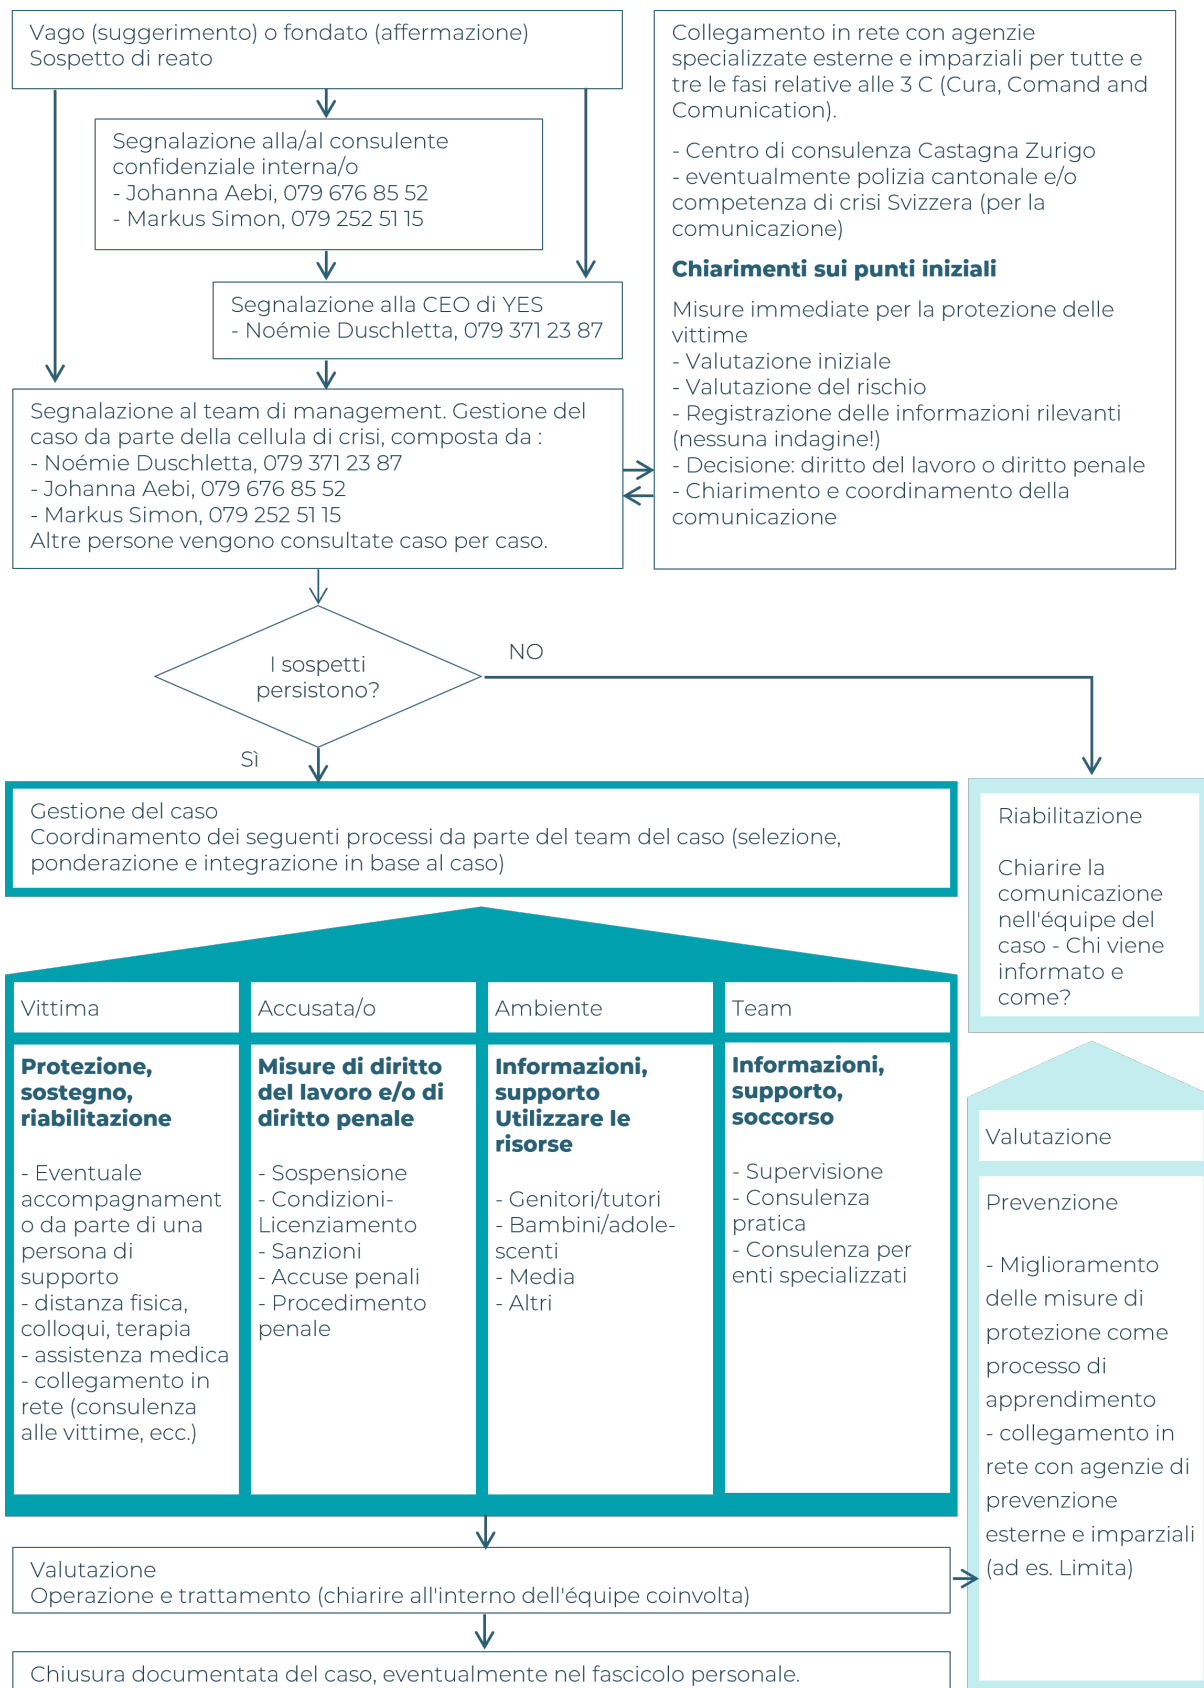 Vago (suggerimento) o fondato (affermazione)
Sospetto di reato
Segnalazione alla/al consulente
confidenziale interna/o
- Johanna Aebi, 079 676 85 52
- Markus Simon, 079 252 51 15
Segnalazione alla CEO di YES
- Noémie Duschletta, 079 371 23 87
Segnalazione al team di management. Gestione del
caso da parte della cellula di crisi, composta da :
- Noémie Duschletta, 079 371 23 87
- Johanna Aebi, 079 676 85 52
- Markus Simon, 079 252 51 15
Altre persone vengono consultate caso per caso.
Collegamento in rete con agenzie
specializzate esterne e imparziali per tutte e
tre le fasi relative alle 3 C (Cura, Comand and
Comunication).
- Centro di consulenza Castagna Zurigo
- eventualmente polizia cantonale e/o
competenza di crisi Svizzera (per la
comunicazione)
Chiarimenti sui punti iniziali
Misure immediate per la protezione delle
vittime
- Valutazione iniziale
- Valutazione del rischio
- Registrazione delle informazioni rilevanti
(nessuna indagine!)
- Decisione: diritto del lavoro o diritto penale
- Chiarimento e coordinamento della
comunicazione
I sospetti
persistono?
NO
Sì
Gestione del caso
Coordinamento dei seguenti processi da parte del team del caso (selezione,
ponderazione e integrazione in base al caso)
Riabilitazione
Chiarire la
comunicazione
nell'équipe del
caso - Chi viene
informato e
come?
Vittima
Protezione,
sostegno,
riabilitazione
- Eventuale
accompagnament
o da parte di una
persona di
supporto
- distanza fisica,
colloqui, terapia
- assistenza medica
- collegamento in
rete (consulenza
alle vittime, ecc.)
Accusata/o
Misure di diritto
del lavoro e/o di
diritto penale
- Sospensione
- Condizioni-
Licenziamento
- Sanzioni
- Accuse penali
- Procedimento
penale
Ambiente
Informazioni,
supporto
Utilizzare le
risorse
- Genitori/tutori
- Bambini/adole-
scenti
- Media
- Altri
Team
Informazioni,
supporto,
soccorso
- Supervisione
- Consulenza
pratica
- Consulenza per
enti specializzati
Valutazione
Prevenzione
- Miglioramento
delle misure di
protezione come
processo di
apprendimento
- collegamento in
rete con agenzie di
prevenzione
esterne e imparziali
(ad es. Limita)
Valutazione
Operazione e trattamento (chiarire all'interno dell'équipe coinvolta)
Chiusura documentata del caso, eventualmente nel fascicolo personale.